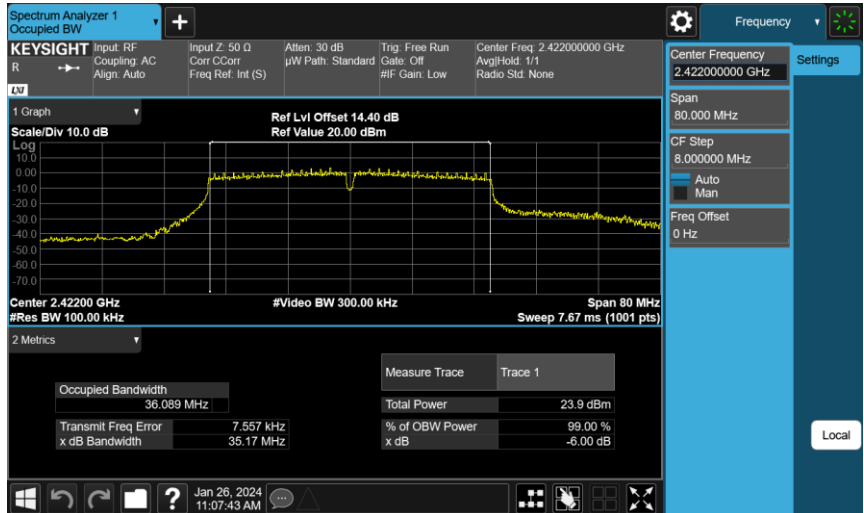 Spectrum Analyzer 1
Occupied BW
Frequency
KEYSIGHT
R
LXI
Input: RF
Coupling: AC
Align: Auto
Input Z: 50 Ω
Corr CCorr
Freq Ref: Int (S)
Atten: 30 dB
µW Path: Standard
Trig: Free Run
Gate: Off
#IF Gain: Low
Center Freq: 2.422000000 GHz
Avg|Hold: 1/1
Radio Std: None
1 Graph
Scale/Div 10.0 dB
Ref Lvl Offset 14.40 dB
Ref Value 20.00 dBm
Log
10.0
0.00
-10.0
-20.0
-30.0
-40.0
-50.0
-60.0
-70.0
Center 2.42200 GHz
#Res BW 100.00 kHz
#Video BW 300.00 kHz
Span 80 MHz
Sweep 7.67 ms (1001 pts)
2 Metrics
Measure Trace Trace 1
Occupied Bandwidth
36.089 MHz
Total Power 23.9 dBm
Transmit Freq Error 7.557 kHz
% of OBW Power 99.00 %
x dB Bandwidth 35.17 MHz
x dB -6.00 dB
Center Frequency
2.422000000 GHz
Settings
Span
80.000 MHz
CF Step
8.000000 MHz
Auto
Man
Freq Offset
0 Hz
Local
?
Jan 26, 2024
11:07:43 AM